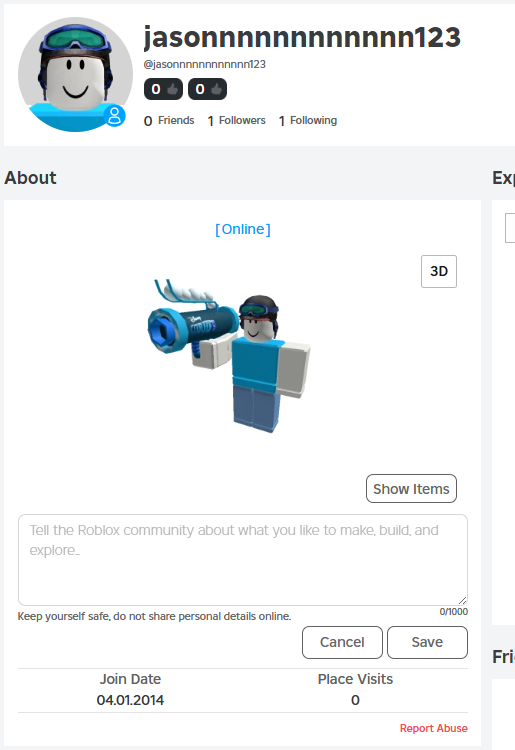 jasonnnnnnnnnnnnn123
@jasonnnnnnnnnnnnn123
0 0
0 Friends 1 Followers 1 Following
About
Exp
[Online]
3D
Show Items
Tell the Roblox community about what you like to make, build, and
explore...
Keep yourself safe, do not share personal details online.
0/1000
Cancel Save
Fri
Join Date Place Visits
04.01.2014 0
Report Abuse